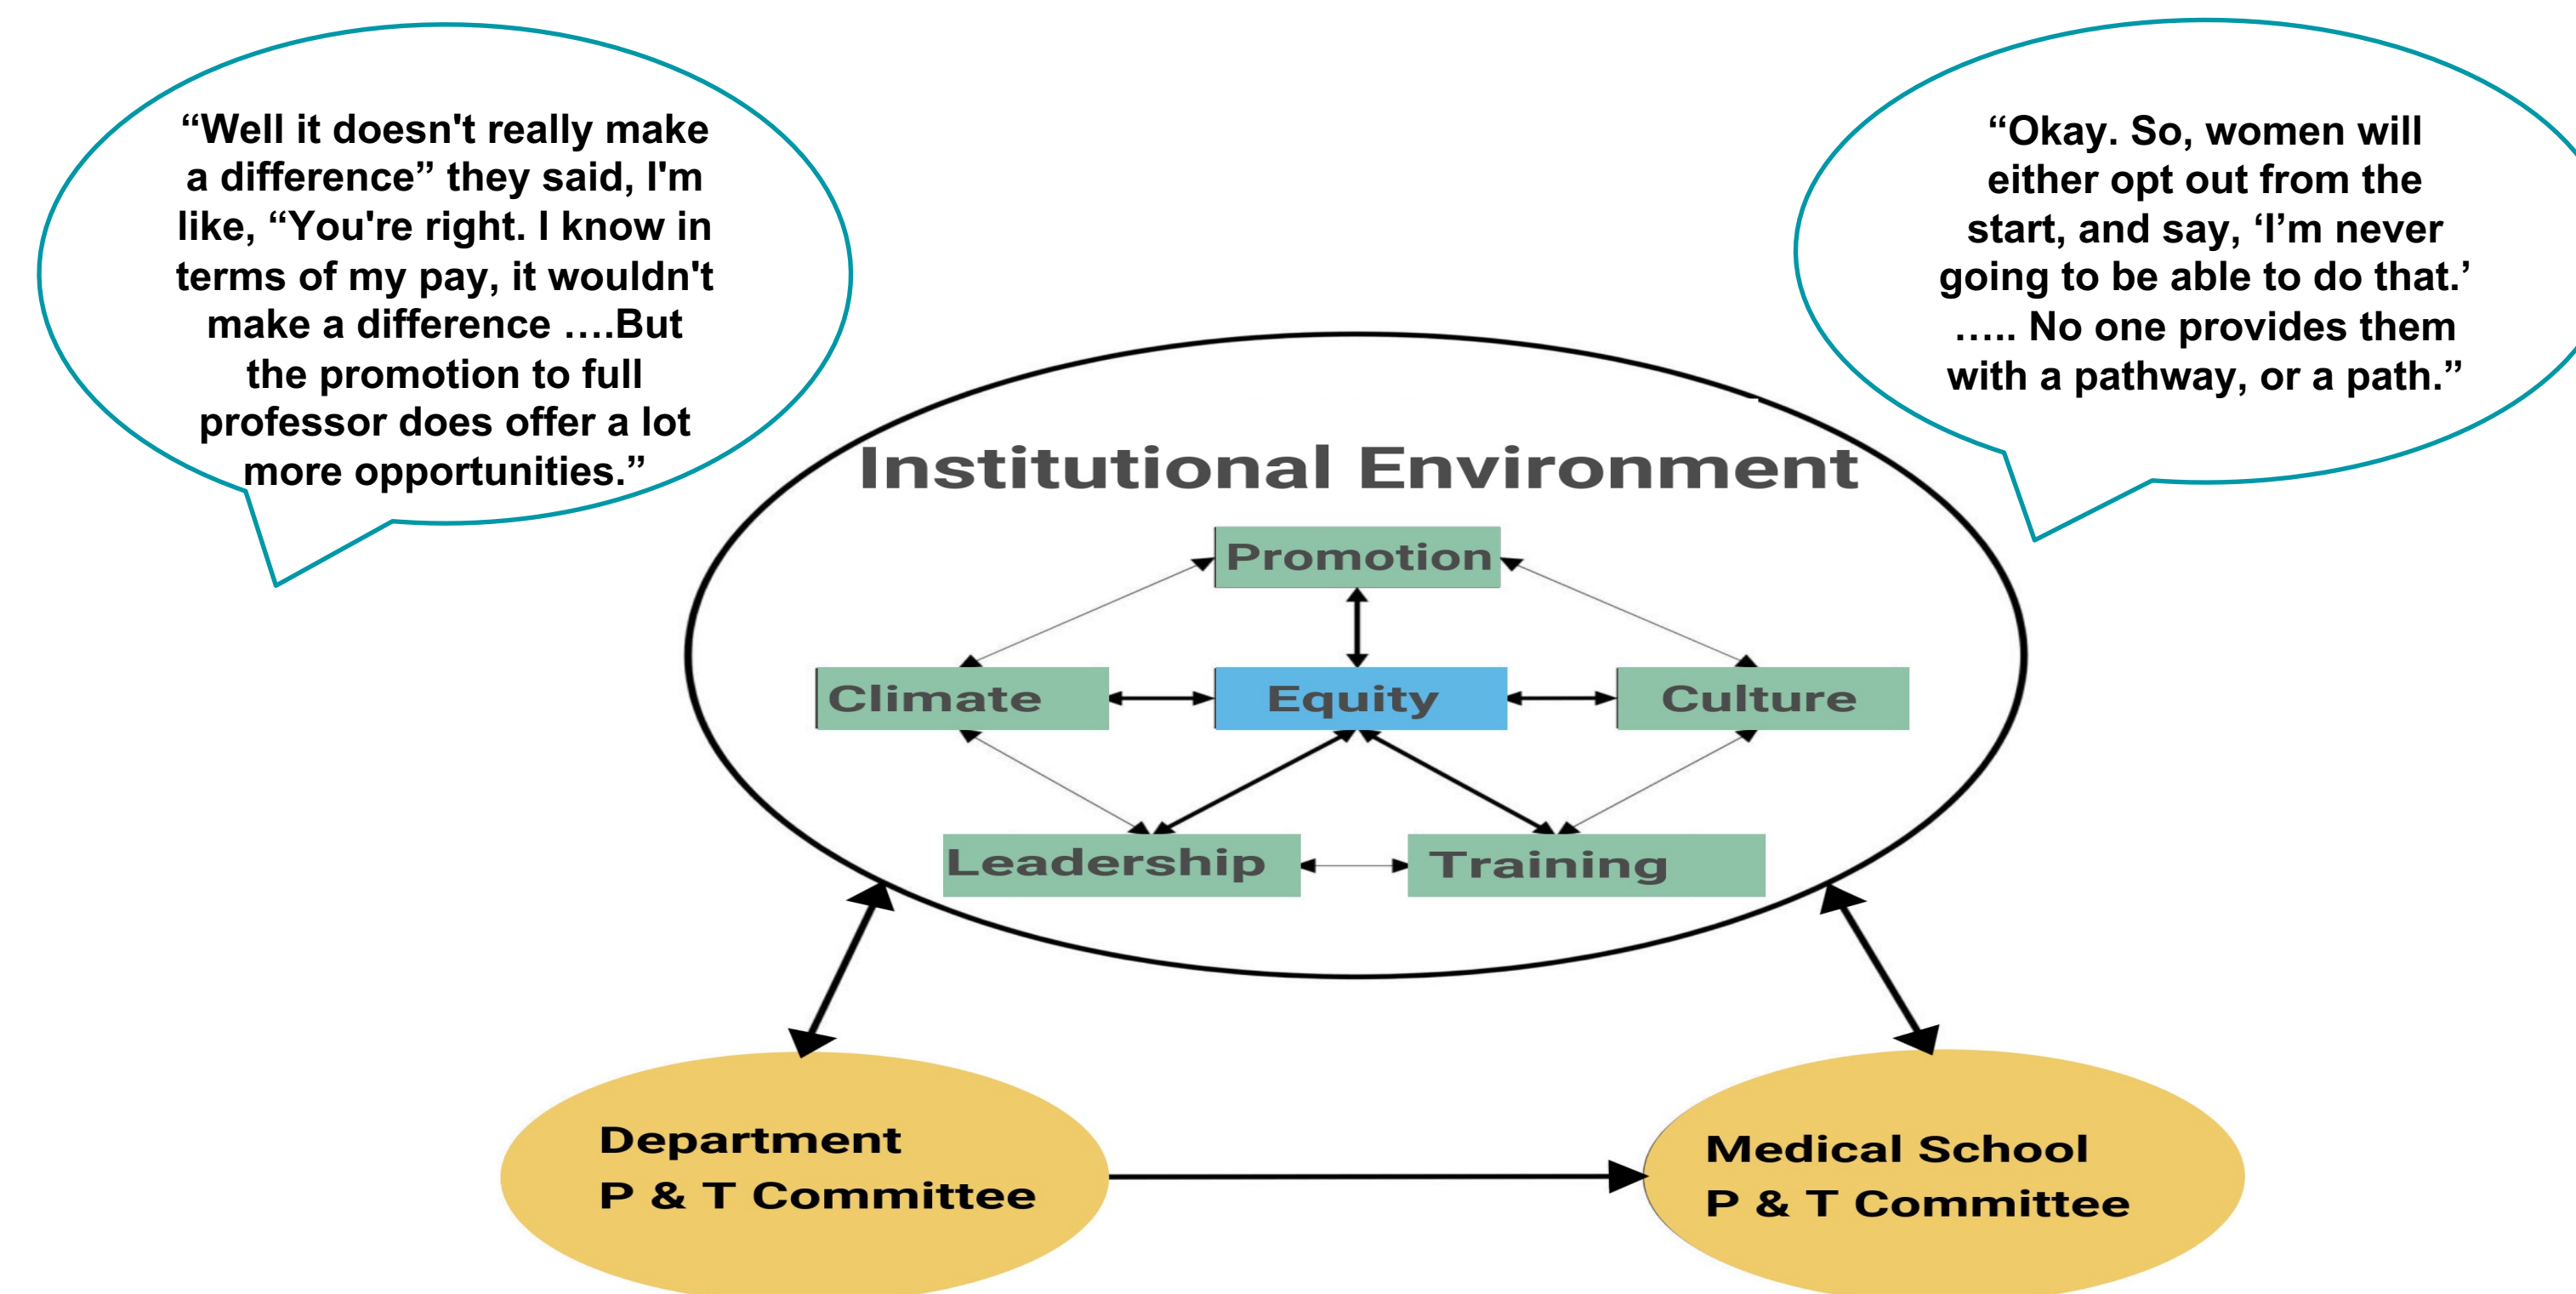 “Well it doesn't really make
a difference” they said, I'm
like, “You're right. I know in
terms of my pay, it wouldn't
make a difference ….But
the promotion to full
professor does offer a lot
more opportunities.”
“Okay. So, women will
either opt out from the
start, and say, ‘I’m never
going to be able to do that.’
….. No one provides them
with a pathway, or a path.”
Institutional Environment
Promotion
Climate
Equity
Culture
Leadership
Training
Department
P & T Committee
Medical School
P & T Committee